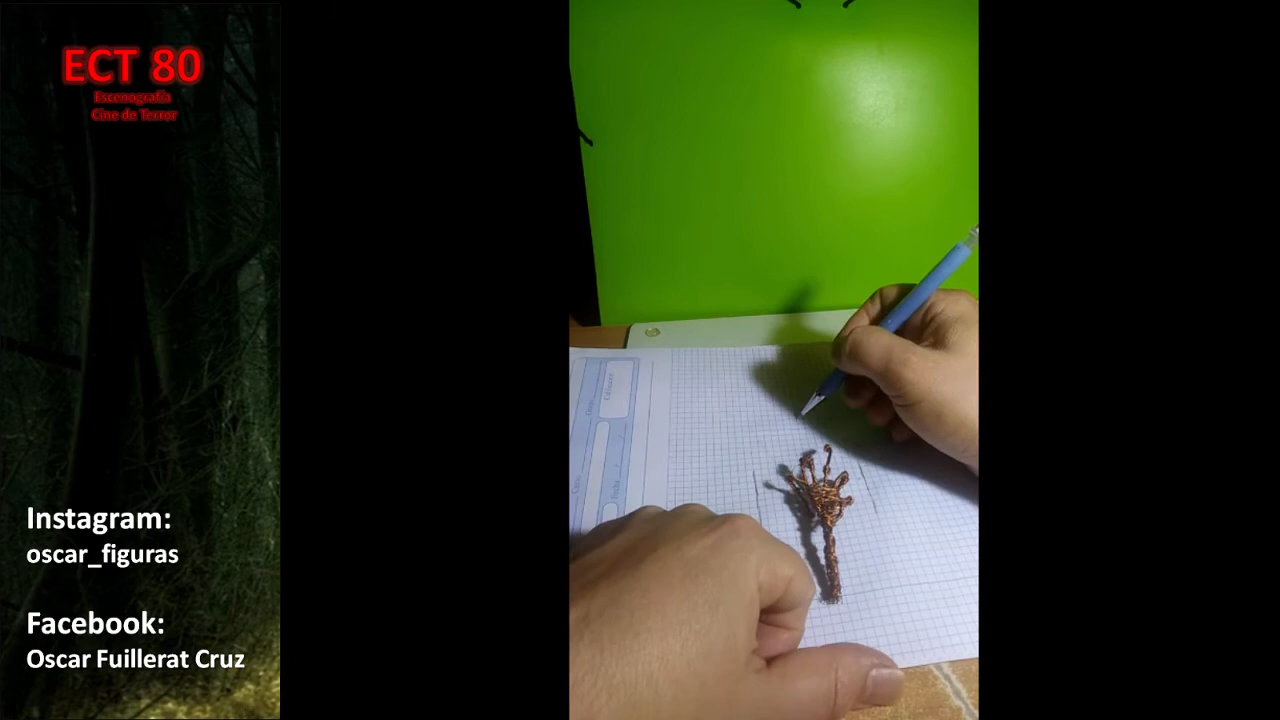 ECT 80
Escenografía
Cine de Terror
Instagram:
oscar_figuras
Facebook:
Oscar Fuillerat Cruz